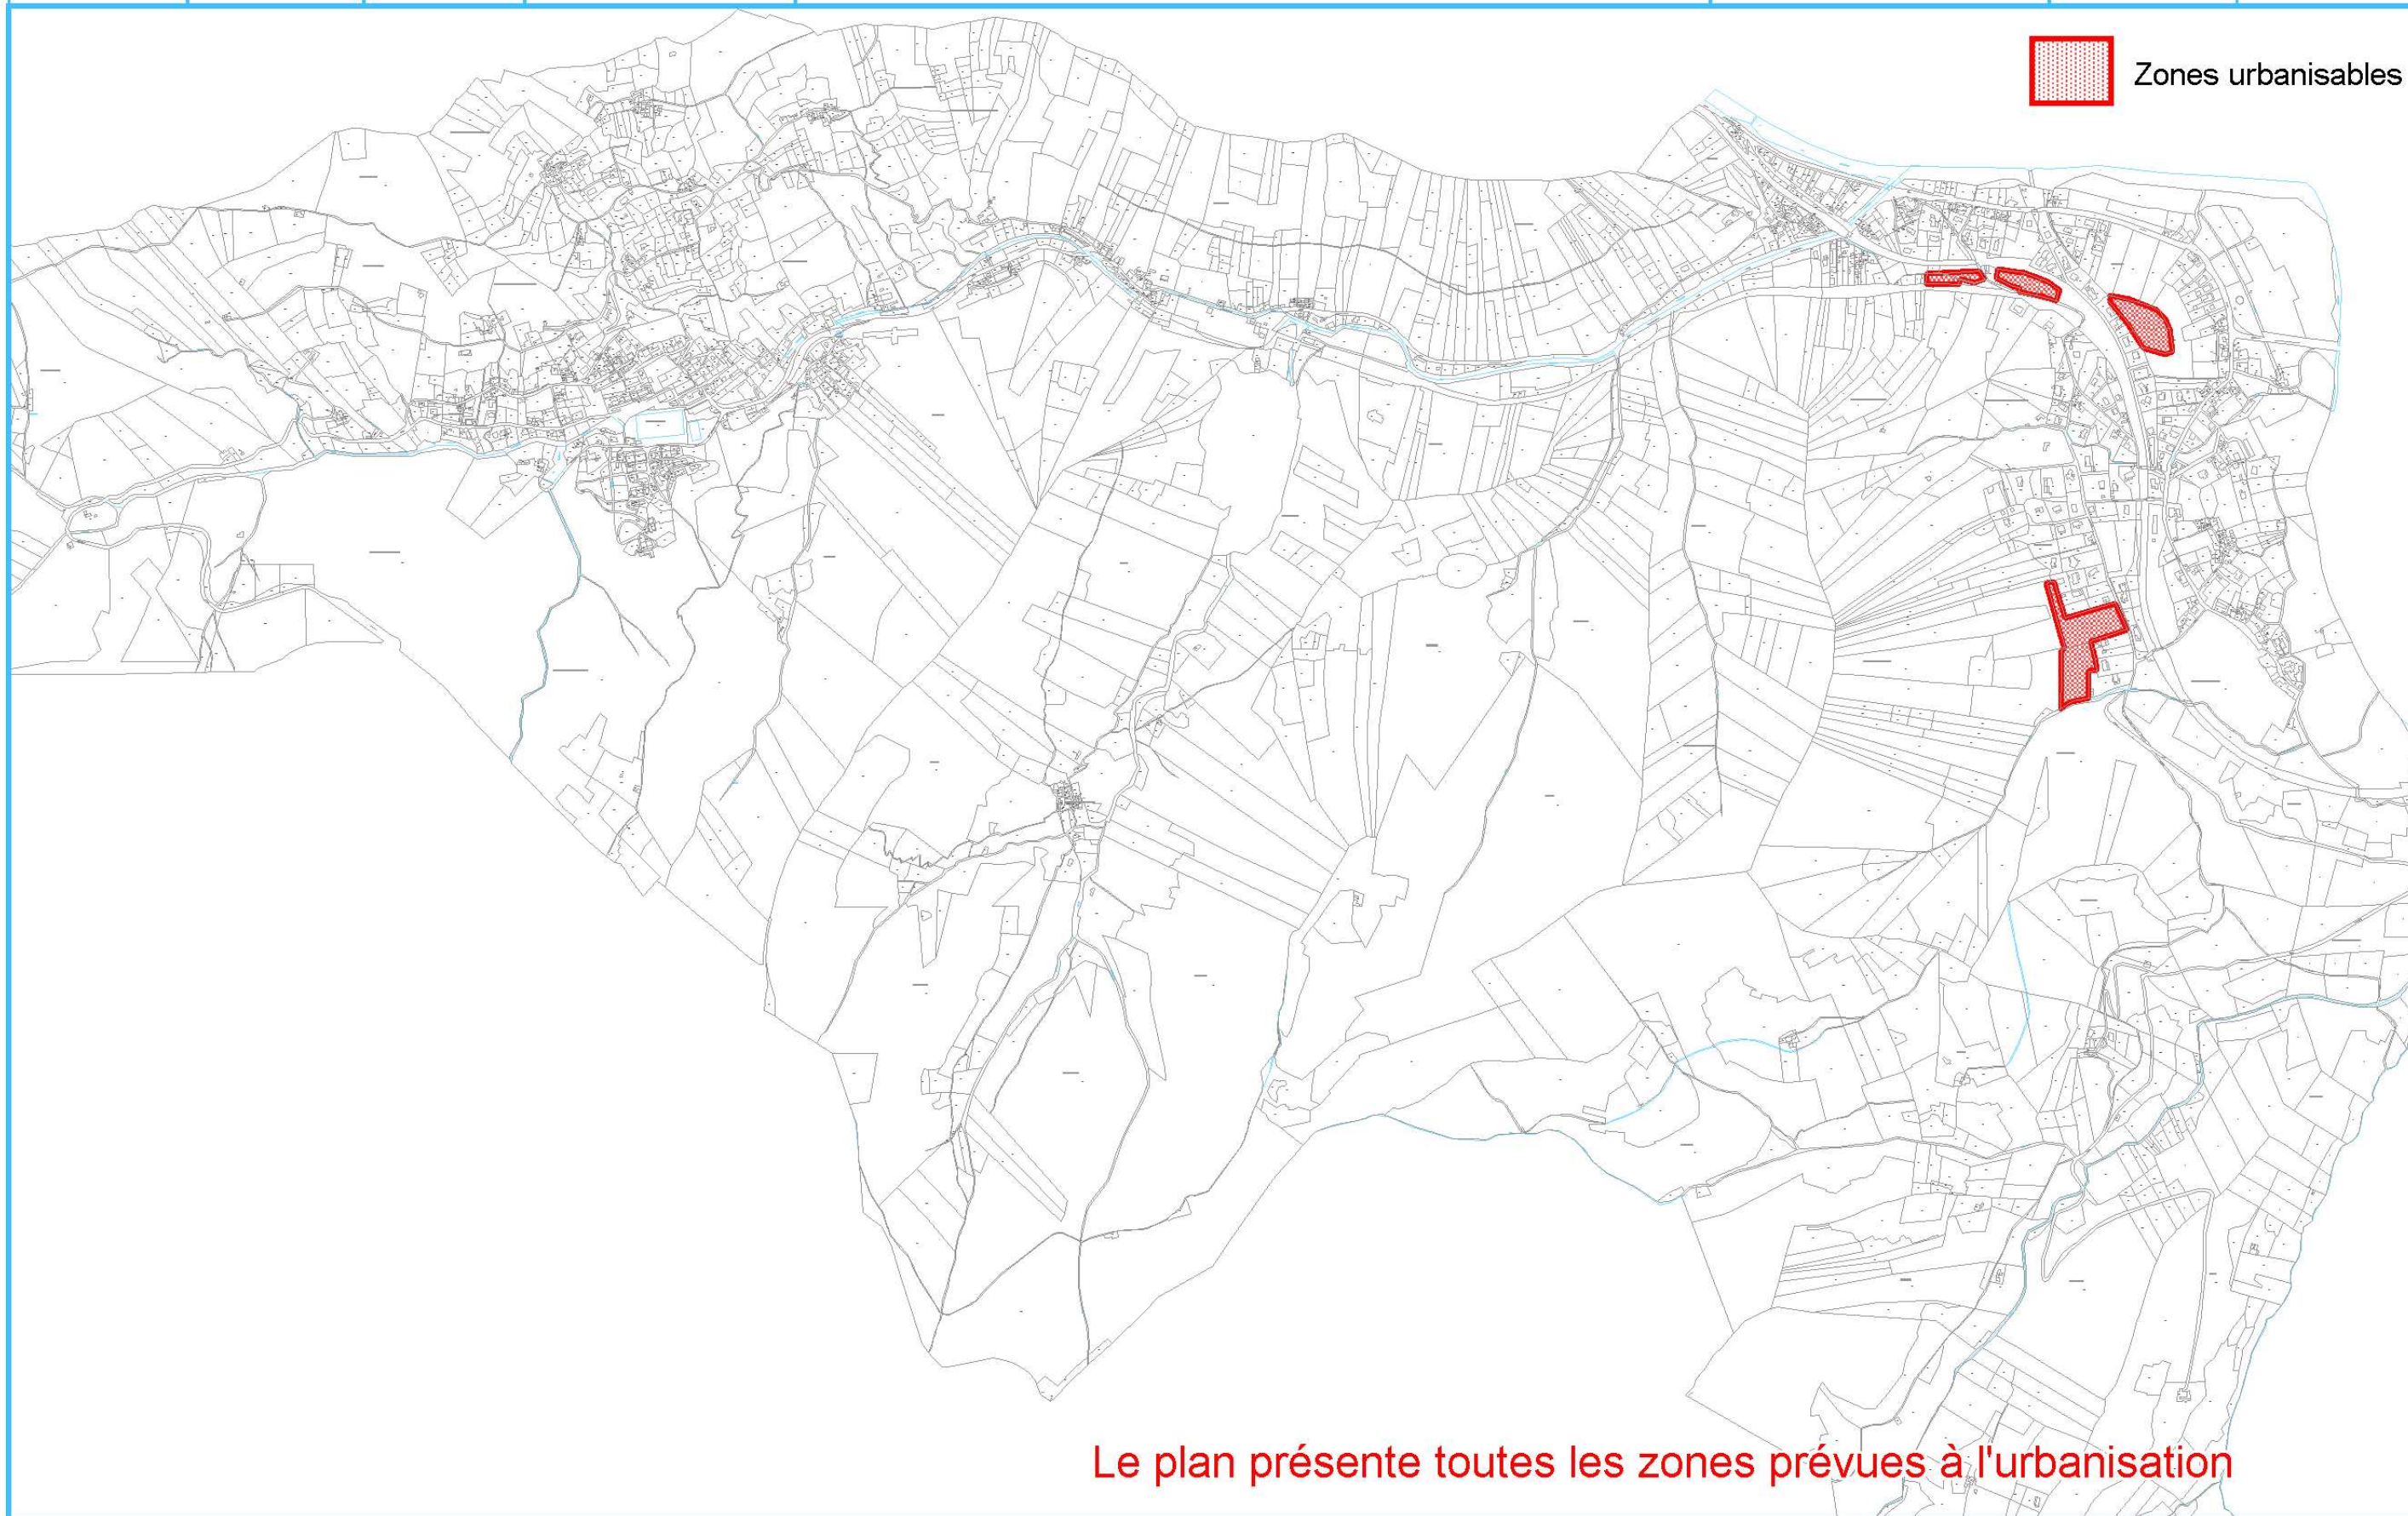 Zones urbanisables
Le plan présente toutes les zones prévues à l'urbanisation